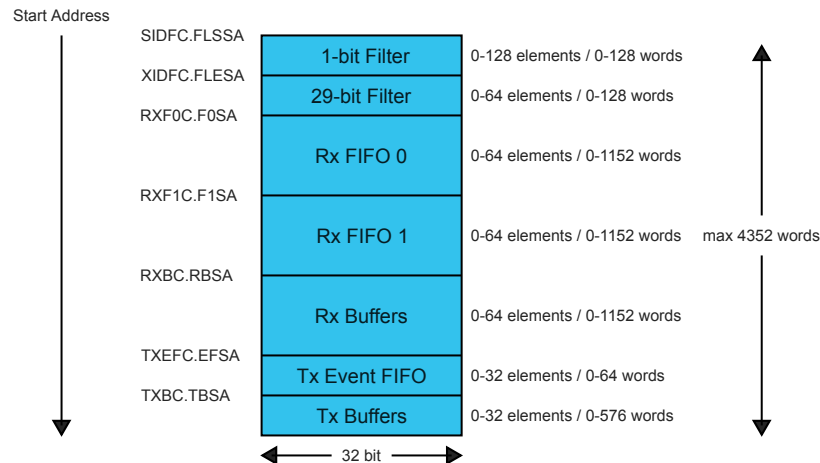 Start Address
SIDFC.FLSSA
1-bit Filter
0-128 elements / 0-128 words
XIDFC.FLESA
29-bit Filter
0-64 elements / 0-128 words
RXF0C.F0SA
Rx FIFO 0
0-64 elements / 0-1152 words
RXF1C.F1SA
Rx FIFO 1
0-64 elements / 0-1152 words
max 4352 words
RXBC.RBSA
Rx Buffers
0-64 elements / 0-1152 words
TXEFC.EFSA
Tx Event FIFO
0-32 elements / 0-64 words
TXBC.TBSA
Tx Buffers
0-32 elements / 0-576 words
32 bit